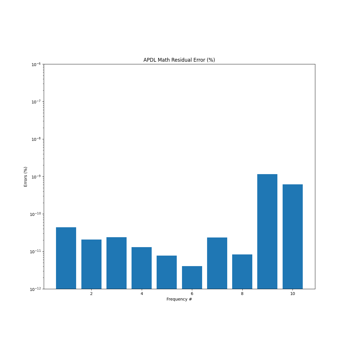 APDL Math Residual Error (%)
10⁻⁶
10⁻⁷
10⁻⁸
10⁻⁹
10⁻¹⁰
10⁻¹¹
10⁻¹²
Errors (%)
2 4 6 8 10
Frequency #